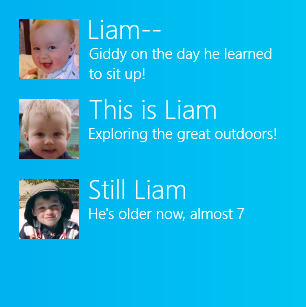 Liam--
Giddy on the day he learned
to sit up!
This is Liam
Exploring the great outdoors!
Still Liam
He's older now, almost 7